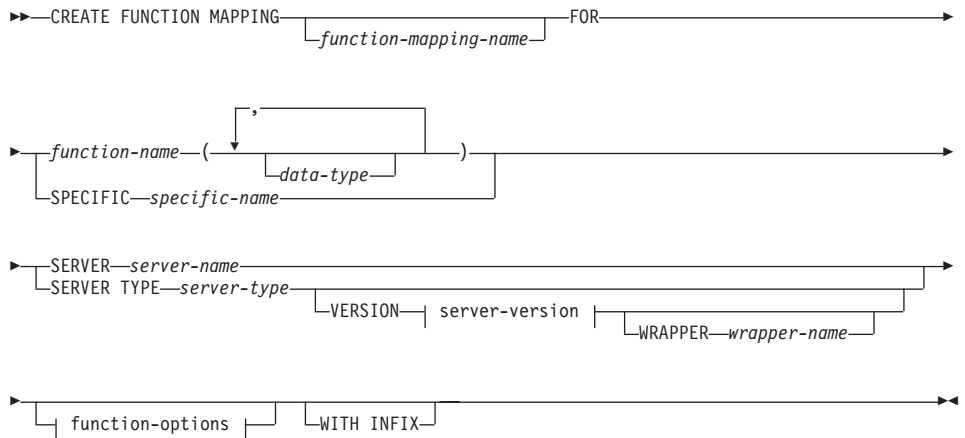 CREATE FUNCTION MAPPING FOR
function-mapping-name
,
function-name ( )
data-type
SPECIFIC specific-name
SERVER server-name
SERVER TYPE server-type
VERSION server-version
WRAPPER wrapper-name
function-options WITH INFIX